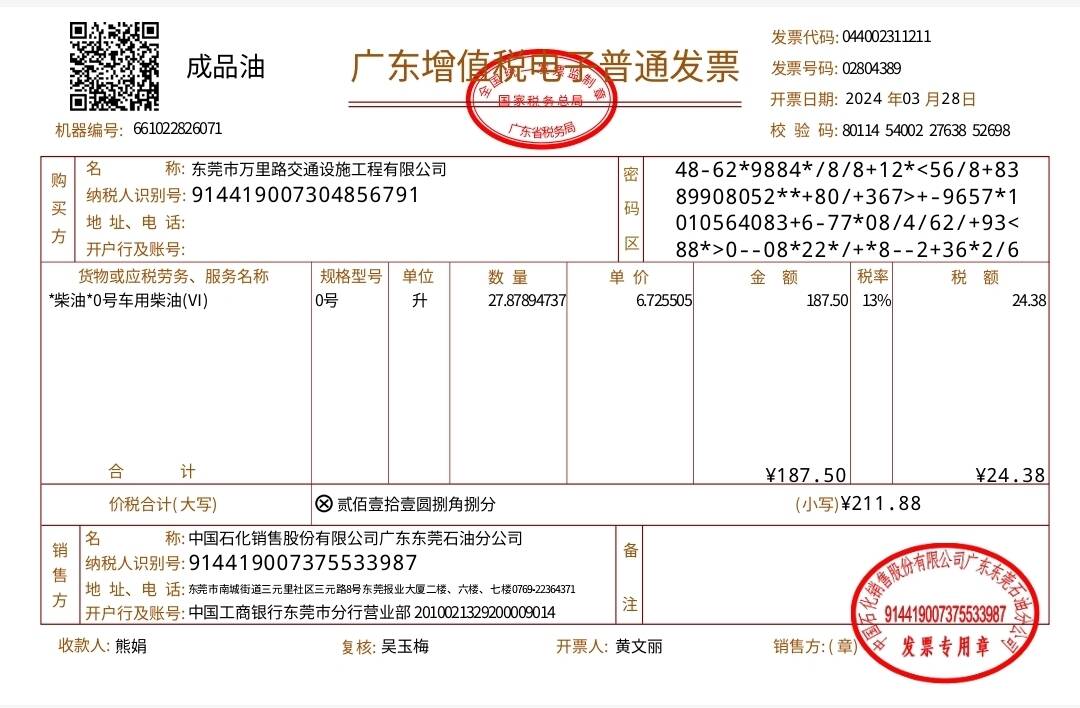 成品油
广东增值税电子普通发票
全国统一发票监制章
国家税务总局
广东省税务局
发票代码: 044002311211
发票号码: 02804389
开票日期: 2024 年03 月28日
校 验 码: 80114 54002 27638 52698
机器编号: 661022826071
购买方
名 称: 东莞市万里路交通设施工程有限公司
纳税人识别号: 914419007304856791
地 址、电 话:
开户行及账号:
密码区
48-62*9884*/8/8+12*<56/8+83
89908052**+80/+367>+-9657*1
010564083+6-77*08/4/62/+93<
88*>0--08*22*/+*8--2+36*2/6
货物或应税劳务、服务名称 规格型号 单位 数 量 单 价 金 额 税率 税 额
*柴油*0号车用柴油(VI) 0号 升 27.87894737 6.725505 187.50 13% 24.38
合 计 ¥187.50 ¥24.38
价税合计(大写) ⊗ 贰佰壹拾壹圆捌角捌分 (小写)¥211.88
销售方
名 称: 中国石化销售股份有限公司广东东莞石油分公司
纳税人识别号: 914419007375533987
地 址、电 话: 东莞市南城街道三元里社区三元路8号东莞报业大厦二楼、六楼、七楼0769-22364371
开户行及账号: 中国工商银行东莞市分行营业部 2010021329200009014
备注
收款人: 熊娟 复核: 吴玉梅 开票人: 黄文丽 销售方: (章)
中国石化销售股份有限公司广东东莞石油分公司
914419007375533987
发票专用章